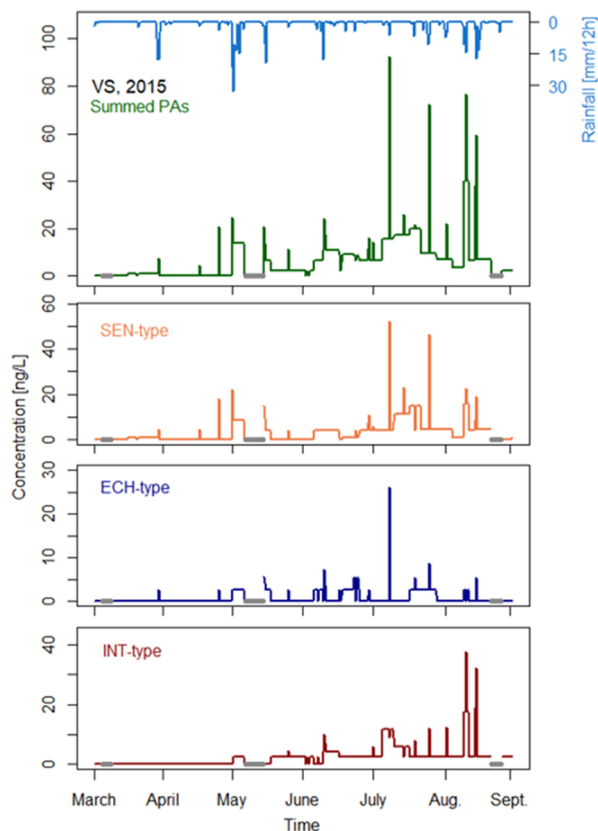 100
80
60
40
20
0
VS, 2015
Summed PAs
0
15
30
Rainfall [mm/12h]
60
40
20
0
SEN-type
Concentration [ng/L]
30
20
10
0
ECH-type
40
20
0
INT-type
March April May June July Aug. Sept.
Time